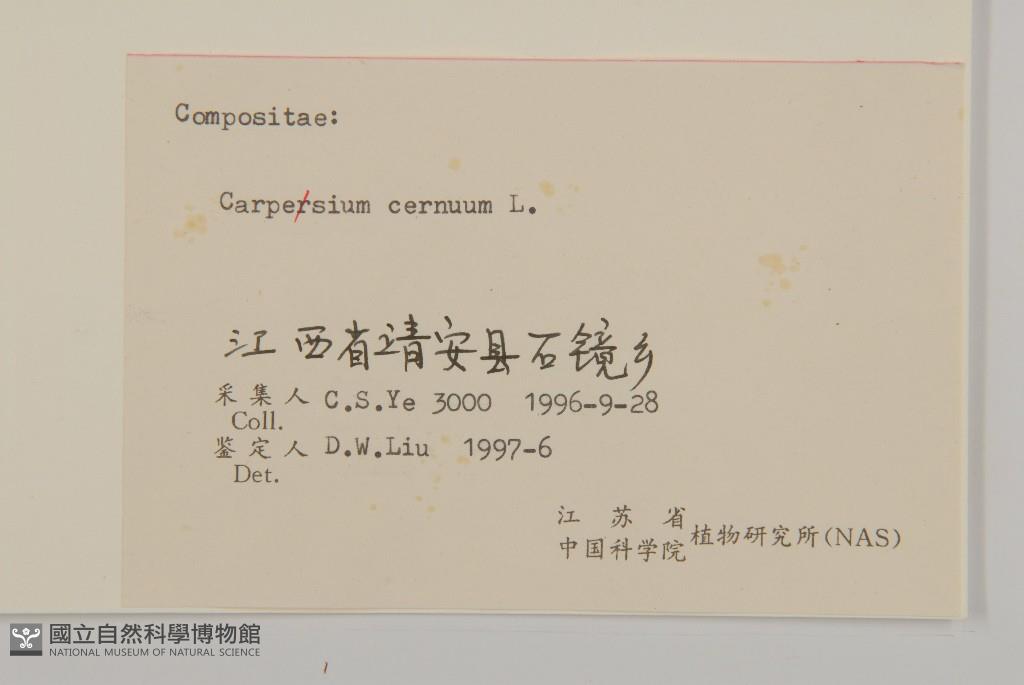 Compositae:
Carpersium cernuum L.
江西省靖安县石镜乡
采集人 C.S.Ye 3000 1996-9-28
Coll.
鉴定人 D.W.Liu 1997-6
Det.
江苏省
中国科学院 植物研究所(NAS)
國立自然科學博物館
NATIONAL MUSEUM OF NATURAL SCIENCE